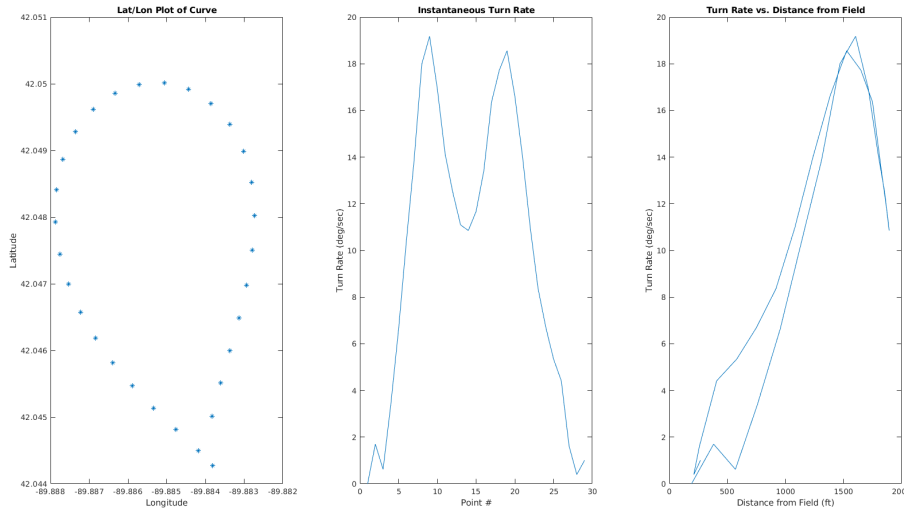 Lat/Lon Plot of Curve
42.051
42.05
42.049
42.048
42.047
42.046
42.045
42.044
Latitude
-89.888 -89.887 -89.886 -89.885 -89.884 -89.883 -89.882
Longitude
Instantaneous Turn Rate
20
18
16
14
12
10
8
6
4
2
0
Turn Rate (deg/sec)
0 5 10 15 20 25 30
Point #
Turn Rate vs. Distance from Field
20
18
16
14
12
10
8
6
4
2
0
Turn Rate (deg/sec)
0 500 1000 1500 2000
Distance from Field (ft)